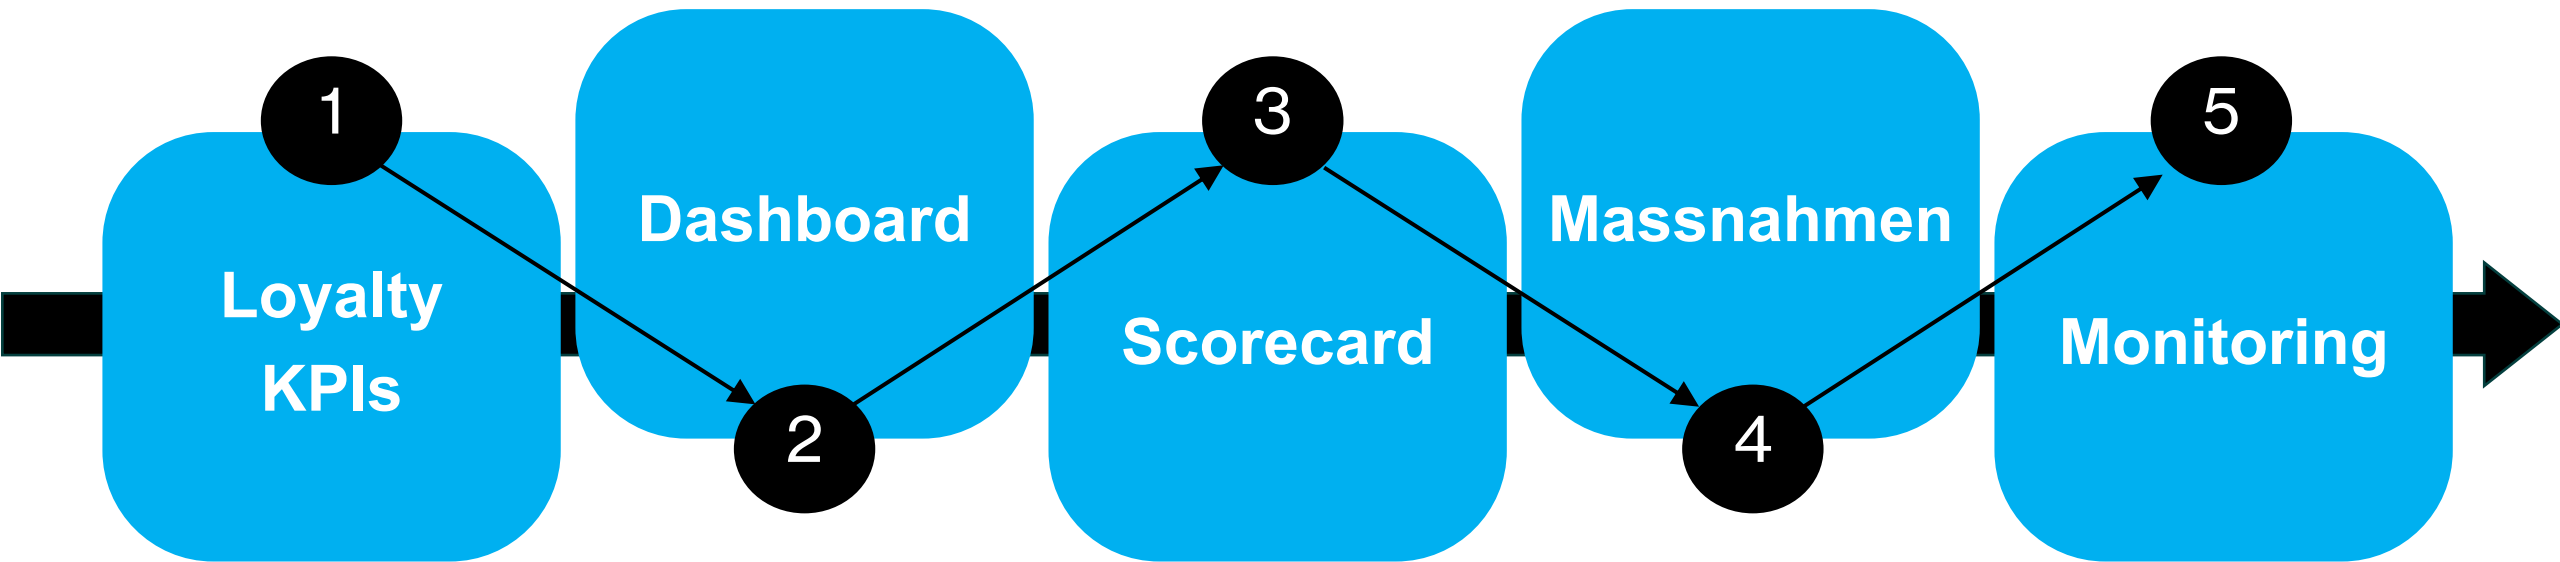 1
Loyalty
KPIs
Dashboard
2
3
Scorecard
Massnahmen
4
5
Monitoring